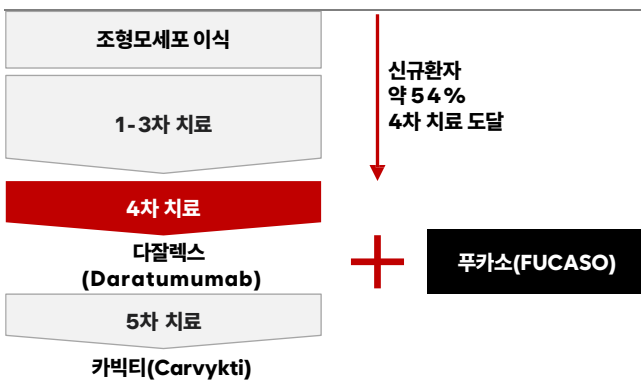 조형모세포 이식
신규환자
약 54%
4차 치료 도달
1-3차 치료
4차 치료
다잘렉스
(Daratumumab)
푸카소(FUCASO)
5차 치료
카빅티(Carvykti)